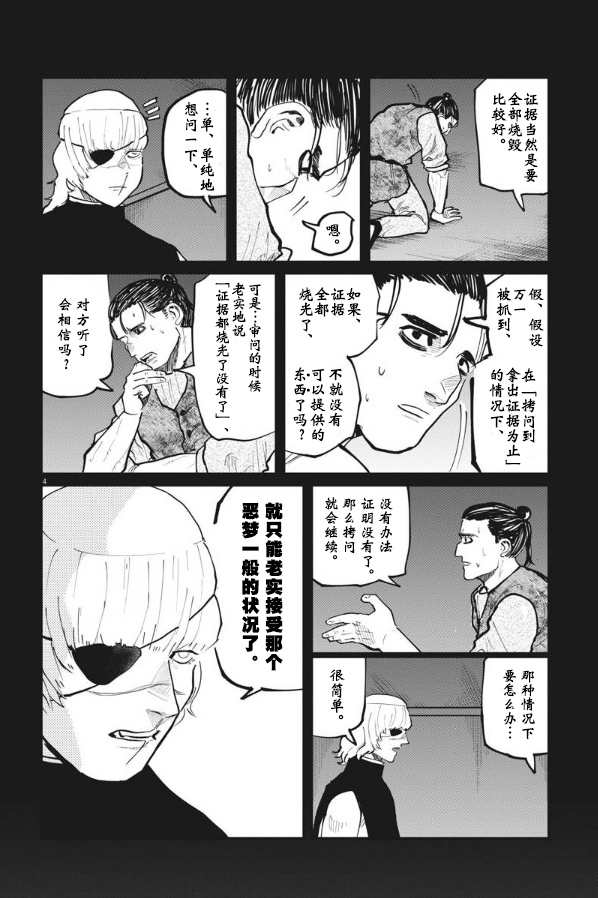 证据当然是要
全部烧毁
比较好。
嗯。
…单、单纯地
想问一下、
假、假设
万一
被抓到、
在「拷问到
拿出证据为止」
的情况下、
如果、
证据
全都
烧光了、
不就没有
可以提供的
东西了吗？
可是…审问的时候
老实地说
「证据都烧光了没有了」、
对方听了
会相信吗？
没有办法
证明没有了。
那么拷问
就会继续。
那种情况下
要怎么办…
很简单。
就只能老实接受那个
恶梦一般的状况了。
4